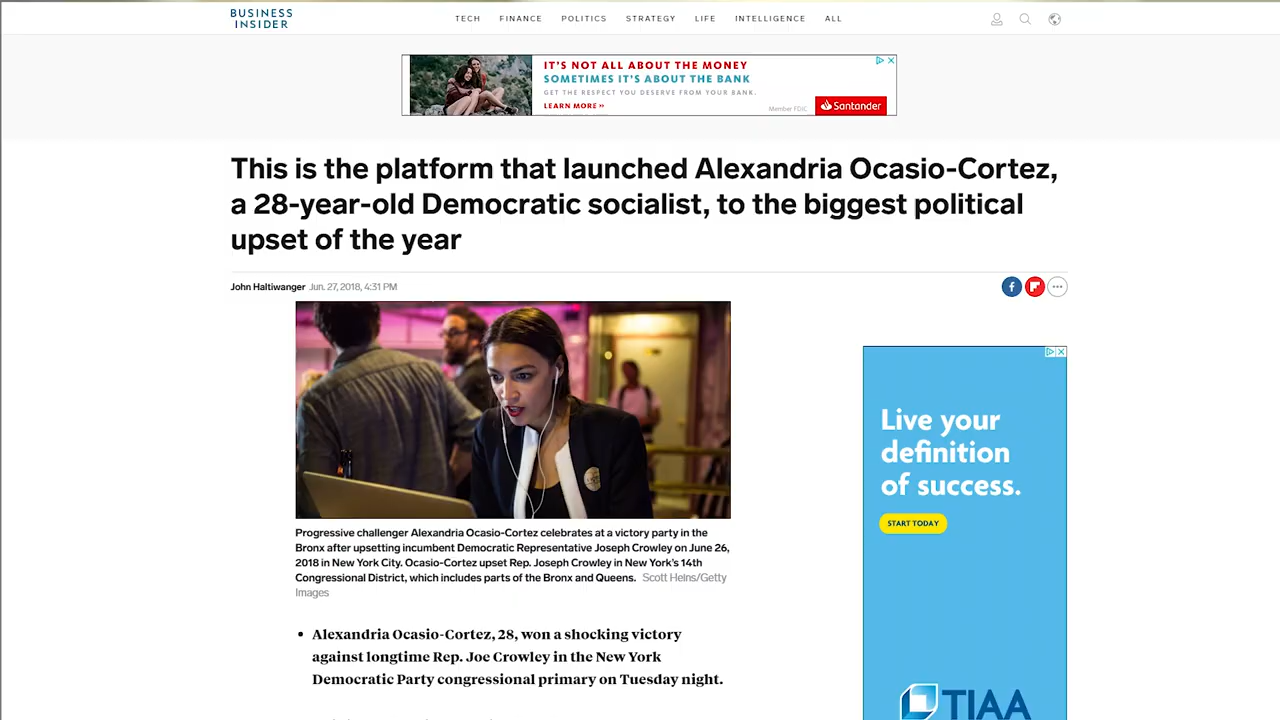 BUSINESS
INSIDER
TECH FINANCE POLITICS STRATEGY LIFE INTELLIGENCE ALL
IT'S NOT ALL ABOUT THE MONEY
SOMETIMES IT'S ABOUT THE BANK
GET THE RESPECT YOU DESERVE FROM YOUR BANK.
LEARN MORE »
Member FDIC
Santander
This is the platform that launched Alexandria Ocasio-Cortez,
a 28-year-old Democratic socialist, to the biggest political
upset of the year
John Haltiwanger Jun. 27, 2018, 4:31 PM
Progressive challenger Alexandria Ocasio-Cortez celebrates at a victory party in the
Bronx after upsetting incumbent Democratic Representative Joseph Crowley on June 26,
2018 in New York City. Ocasio-Cortez upset Rep. Joseph Crowley in New York's 14th
Congressional District, which includes parts of the Bronx and Queens. Scott Heins/Getty
Images
• Alexandria Ocasio-Cortez, 28, won a shocking victory
against longtime Rep. Joe Crowley in the New York
Democratic Party congressional primary on Tuesday night.
Live your
definition
of success.
START TODAY
TIAA